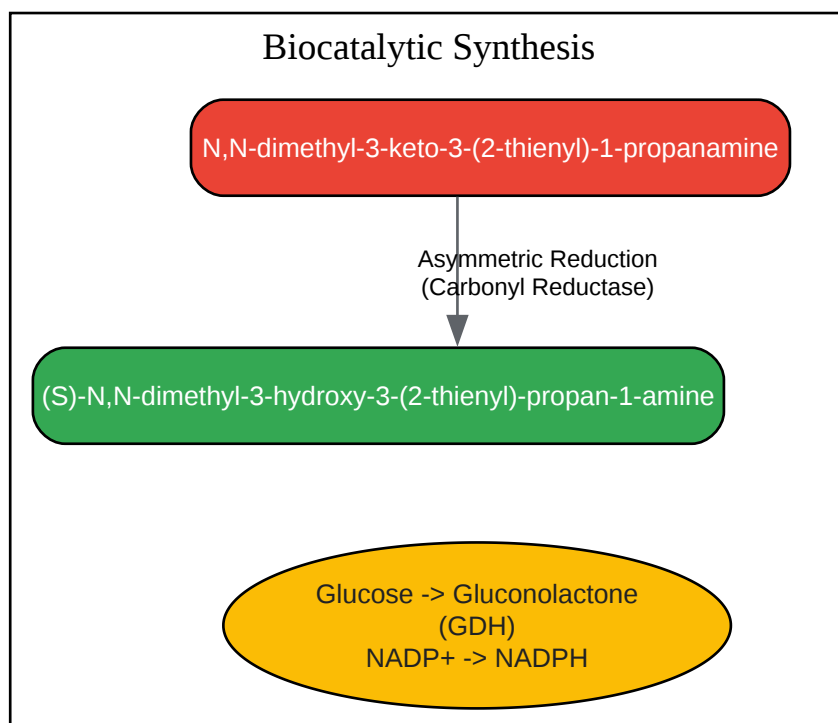 Biocatalytic Synthesis
N,N-dimethyl-3-keto-3-(2-thienyl)-1-propanamine
Asymmetric Reduction
(Carbonyl Reductase)
(S)-N,N-dimethyl-3-hydroxy-3-(2-thienyl)-propan-1-amine
Glucose -> Gluconolactone
(GDH)
NADP+ -> NADPH